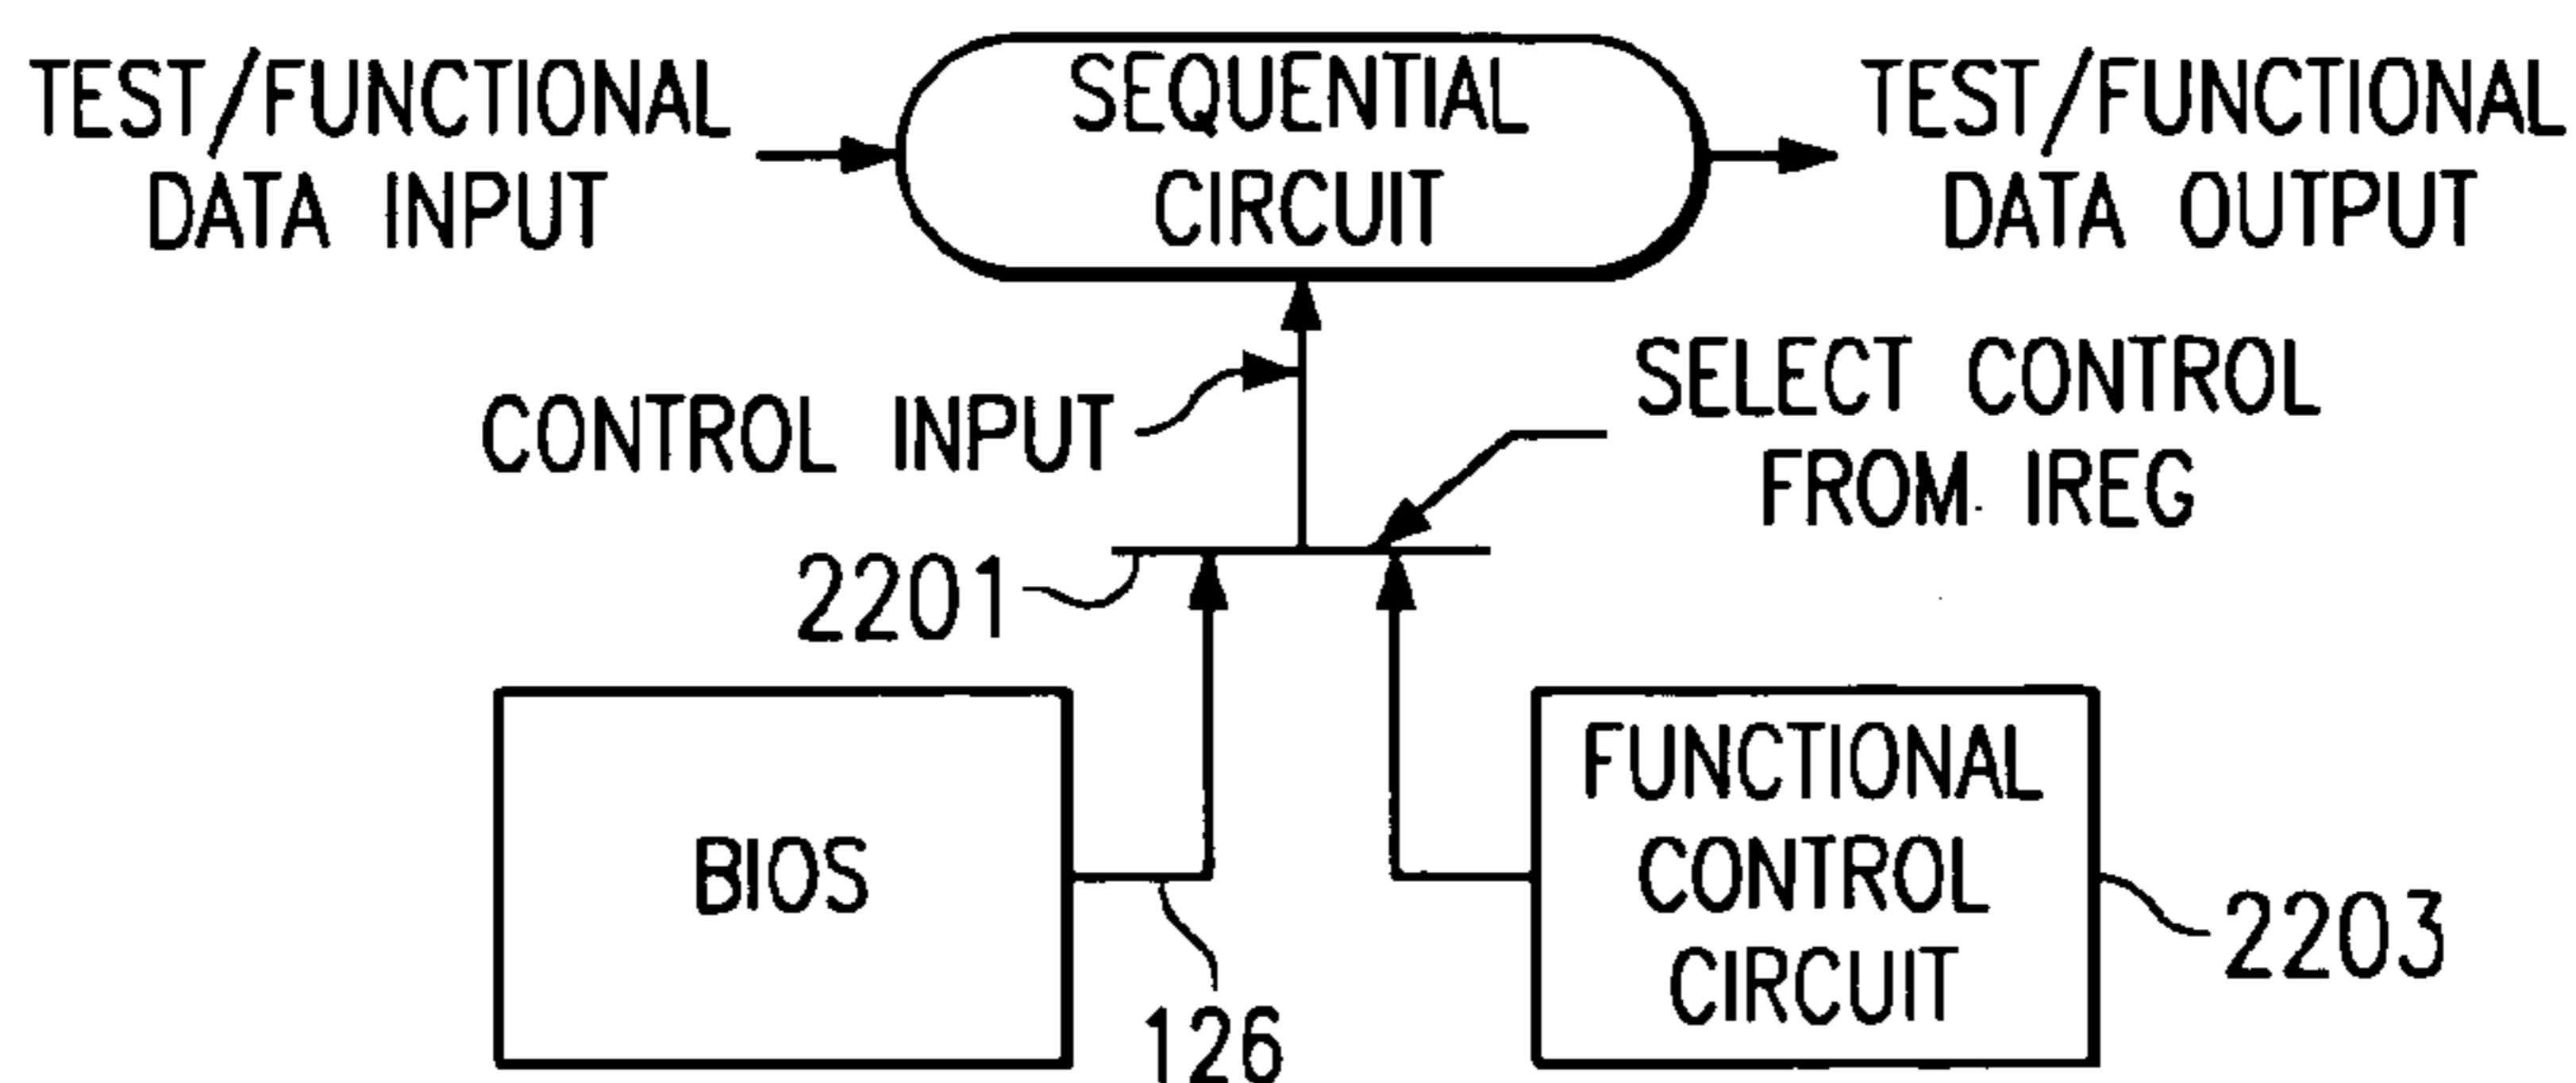 TEST/FUNCTIONAL
DATA INPUT
SEQUENTIAL
CIRCUIT
TEST/FUNCTIONAL
DATA OUTPUT
CONTROL INPUT
SELECT CONTROL
FROM IREG
2201
BIOS
126
FUNCTIONAL
CONTROL
CIRCUIT
2203